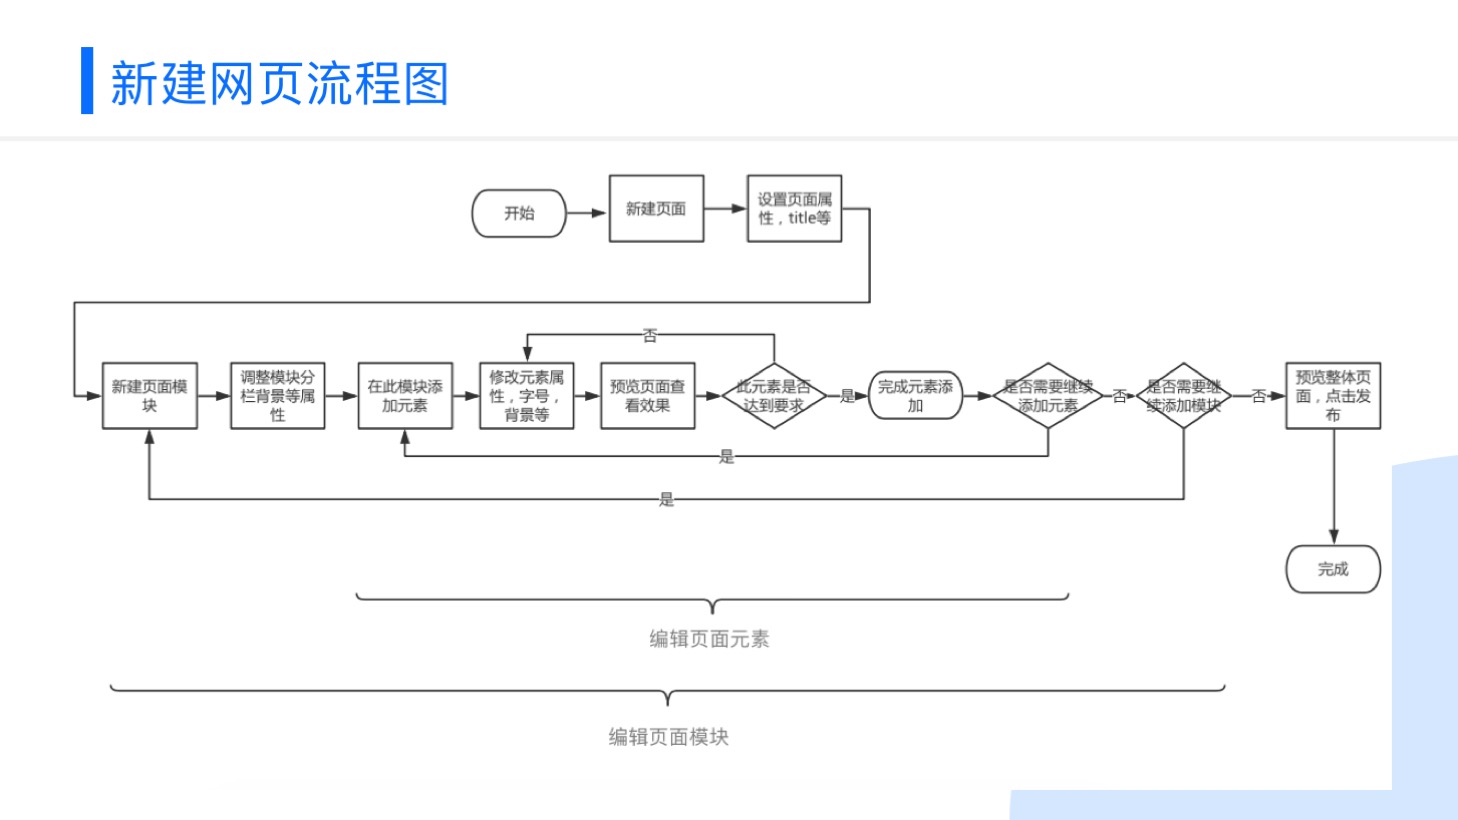 新建网页流程图
开始
新建页面
设置页面属
性，title等
否
新建页面模
块
调整模块分
栏背景等属
性
在此模块添
加元素
修改元素属
性，字号，
背景等
预览页面查
看效果
此元素是否
达到要求
是
完成元素添
加
是否需要继续
添加元素
否
是否需要继
续添加模块
否
预览整体页
面，点击发
布
是
是
完成
编辑页面元素
编辑页面模块